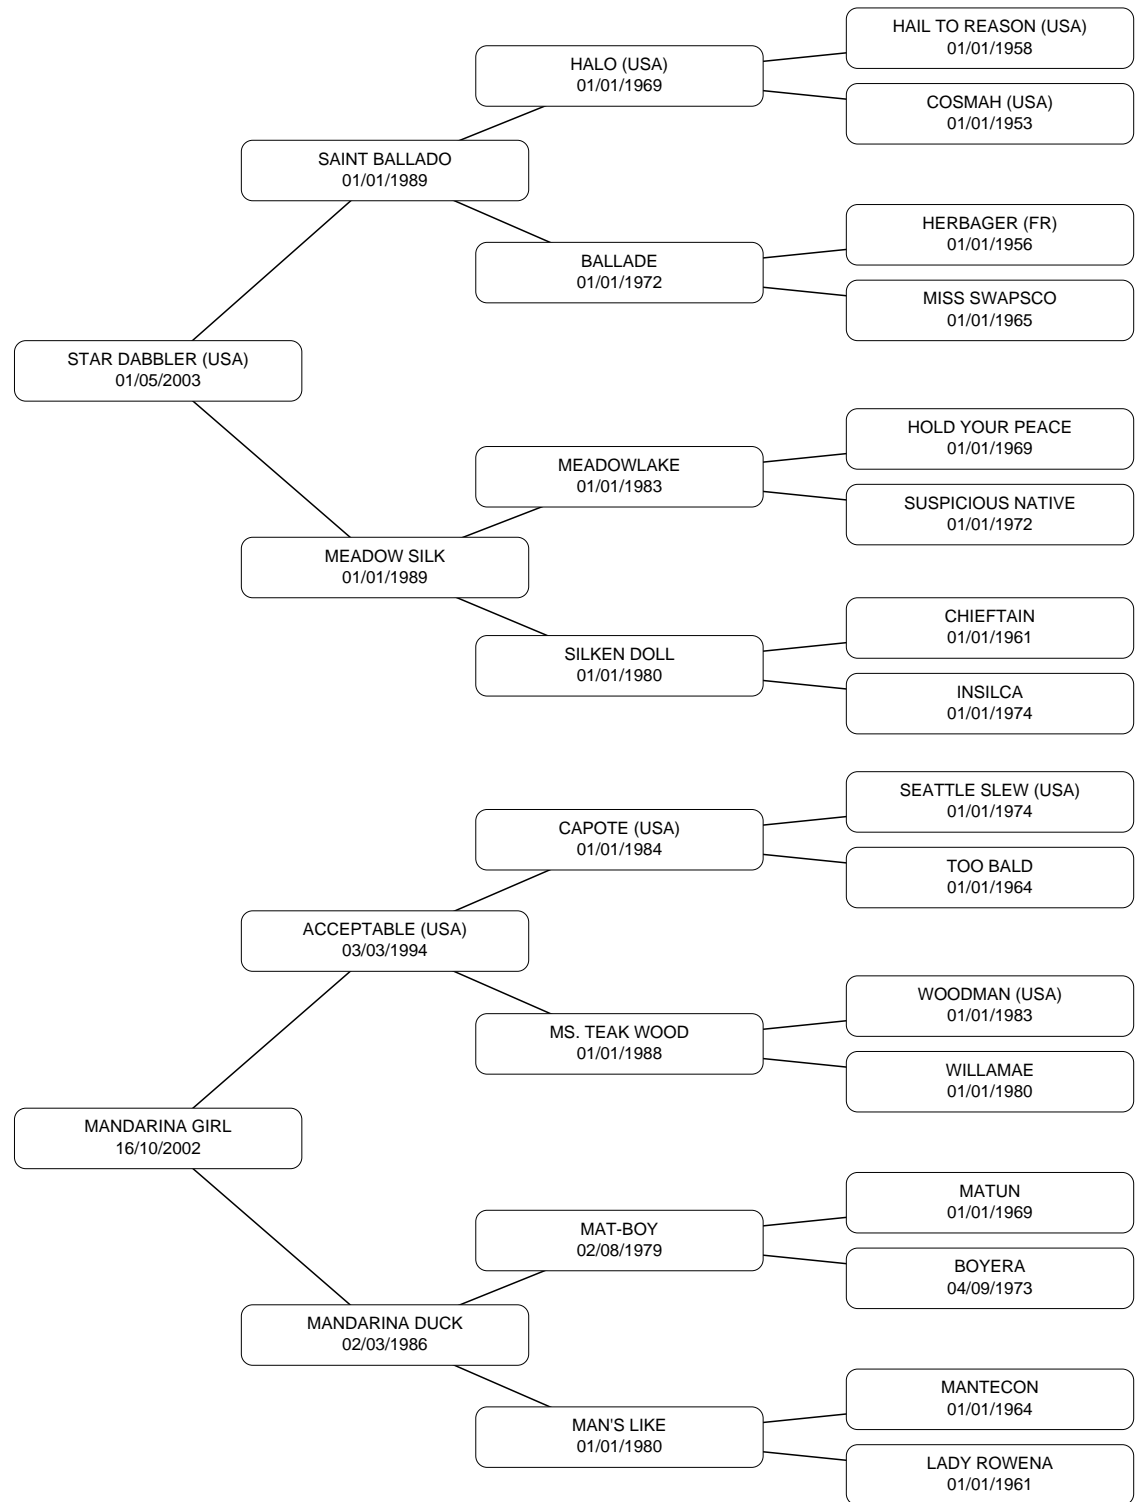 HAIL TO REASON (USA)
01/01/1958
HALO (USA)
01/01/1969
COSMAH (USA)
01/01/1953
SAINT BALLADO
01/01/1989
HERBAGER (FR)
01/01/1956
BALLADE
01/01/1972
MISS SWAPSCO
01/01/1965
STAR DABBLER (USA)
01/05/2003
HOLD YOUR PEACE
01/01/1969
MEADOWLAKE
01/01/1983
SUSPICIOUS NATIVE
01/01/1972
MEADOW SILK
01/01/1989
CHIEFTAIN
01/01/1961
SILKEN DOLL
01/01/1980
INSILCA
01/01/1974
SEATTLE SLEW (USA)
01/01/1974
CAPOTE (USA)
01/01/1984
TOO BALD
01/01/1964
ACCEPTABLE (USA)
03/03/1994
WOODMAN (USA)
01/01/1983
MS. TEAK WOOD
01/01/1988
WILLAMAE
01/01/1980
MANDARINA GIRL
16/10/2002
MATUN
01/01/1969
MAT-BOY
02/08/1979
BOYERA
04/09/1973
MANDARINA DUCK
02/03/1986
MANTECON
01/01/1964
MAN'S LIKE
01/01/1980
LADY ROWENA
01/01/1961